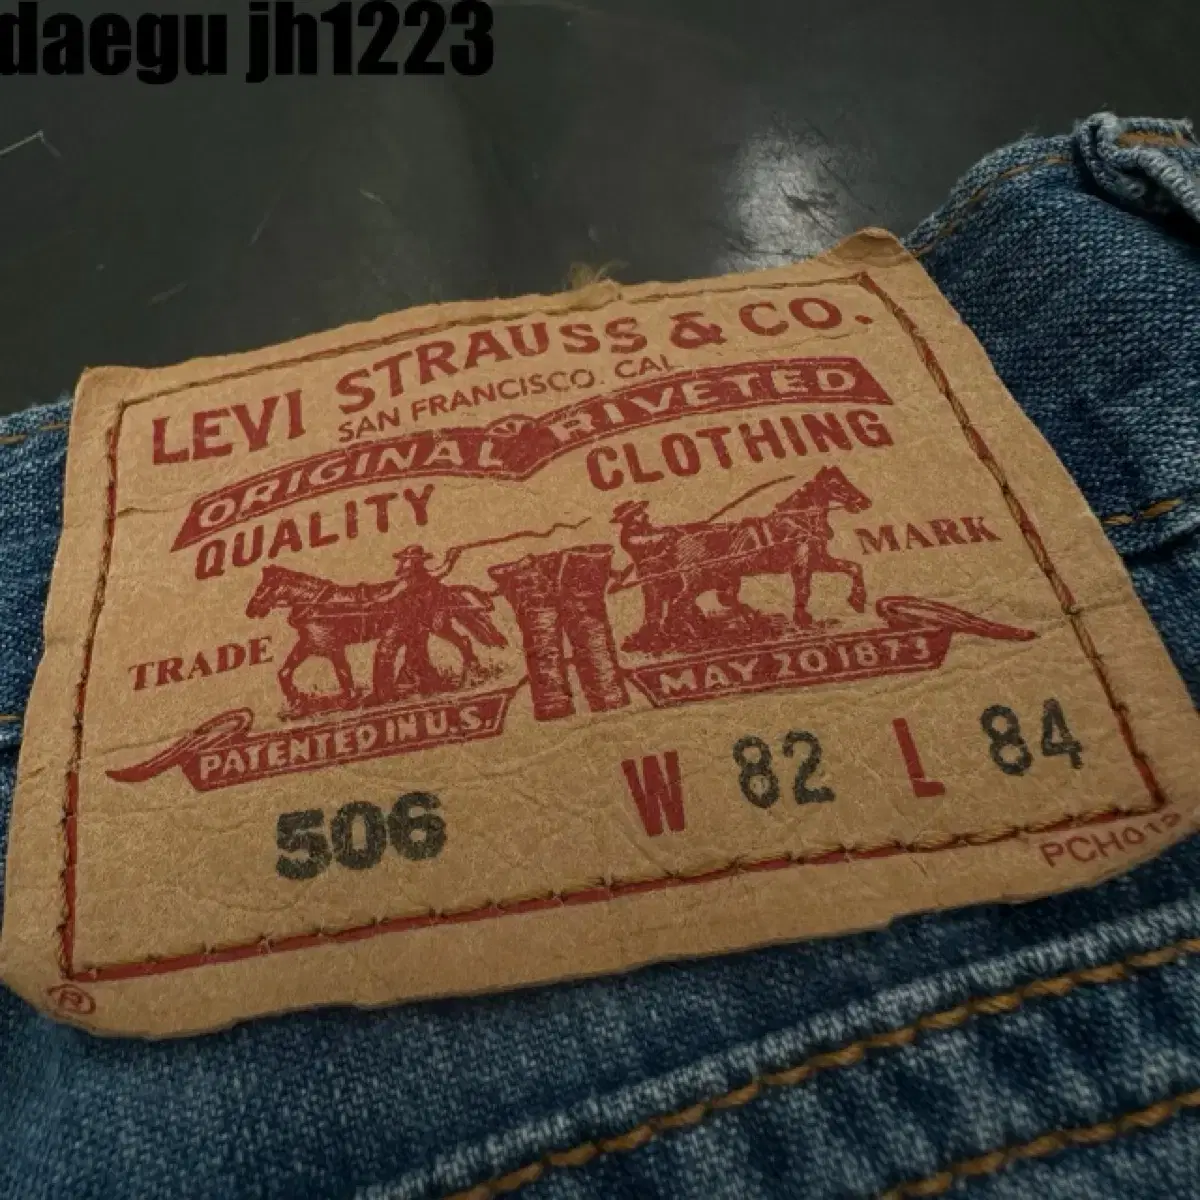 daegu jh1223
LEVI STRAUSS & CO.
SAN FRANCISCO. CAL
ORIGINAL RIVETED
QUALITY CLOTHING
TRADE MARK
PATENTED IN U.S. MAY 20 1873
506 W 82 L 84
®